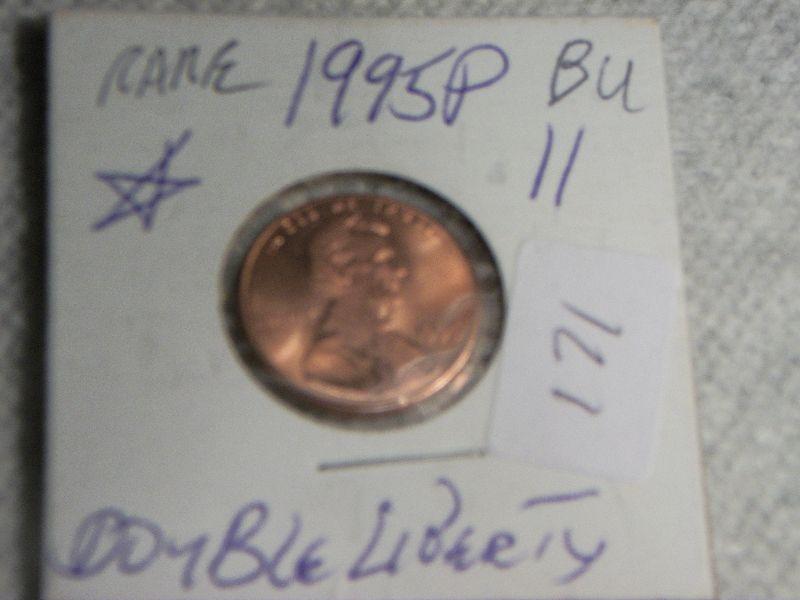 RARE 1995P BU
11
171
DOUBLE LIBERTY